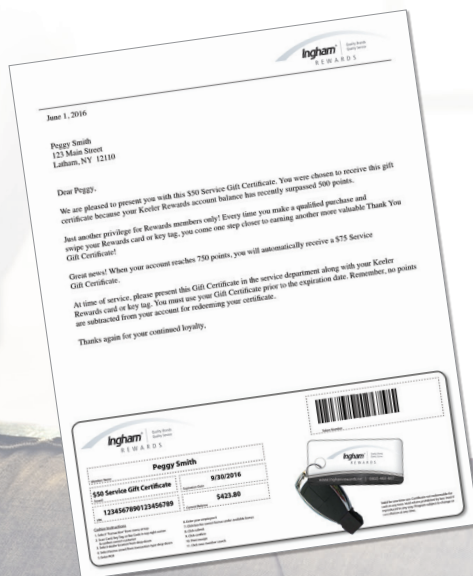 Ingham
REWARDS
June 1, 2016
Peggy Smith
123 Main Street
Latham, NY 12110
Dear Peggy,
We are pleased to present you with this $50 Service Gift Certificate. You were chosen to receive this gift
certificate because your Keeler Rewards account balance has recently surpassed 500 points.
Just another privilege for Rewards members only! Every time you make a qualified purchase and
swipe your Rewards card or key tag, you come one step closer to earning another more valuable Thank You
Gift Certificate!
Great news! When your account reaches 750 points, you will automatically receive a $75 Service
Gift Certificate.
At time of service, please present this Gift Certificate in the service department along with your Keeler
Rewards card or key tag. You must use your Gift Certificate prior to the expiration date. Remember, no points
are subtracted from your account for redeeming your certificate.
Thanks again for your continued loyalty,
Ingham
REWARDS
Peggy Smith
$50 Service Gift Certificate
9/30/2016
1234567890123456789
$423.80
Ingham
REWARDS